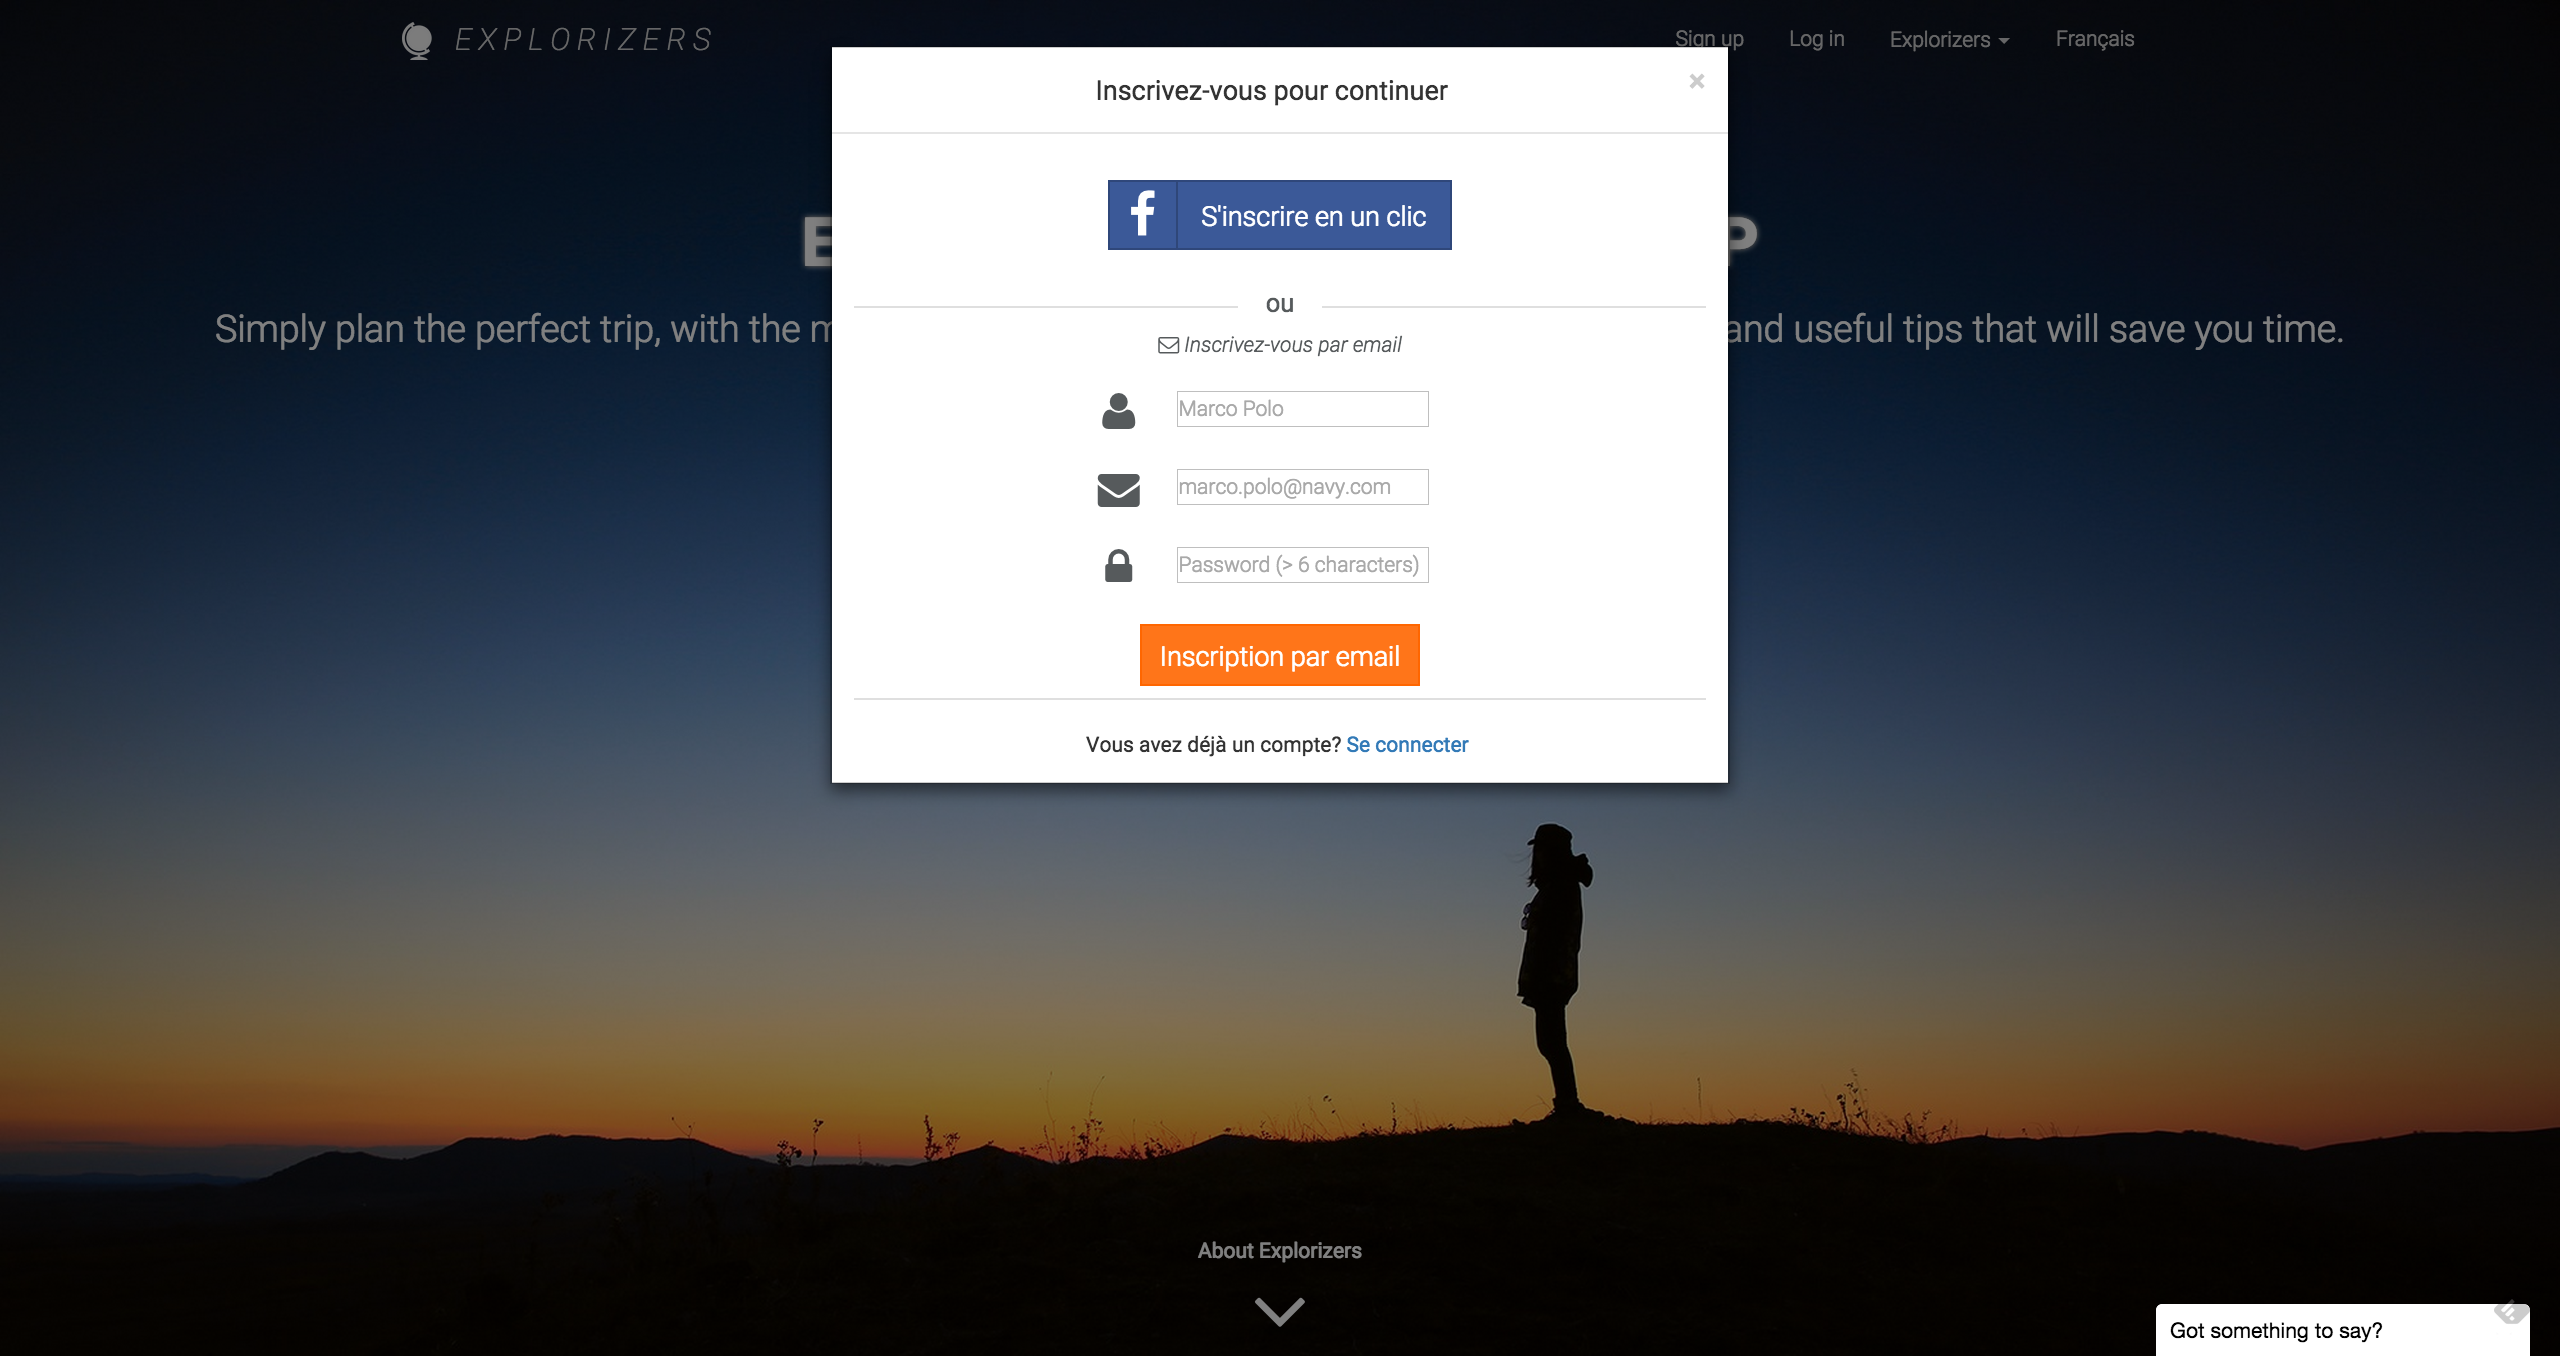 EXPLORIZERS
Sign up
Log in
Explorizers
Français
Inscrivez-vous pour continuer
×
S'inscrire en un clic
E P
Simply plan the perfect trip, with the m and useful tips that will save you time.
ou
Inscrivez-vous par email
Marco Polo
marco.polo@navy.com
Password (> 6 characters)
Inscription par email
Vous avez déjà un compte? Se connecter
About Explorizers
Got something to say?